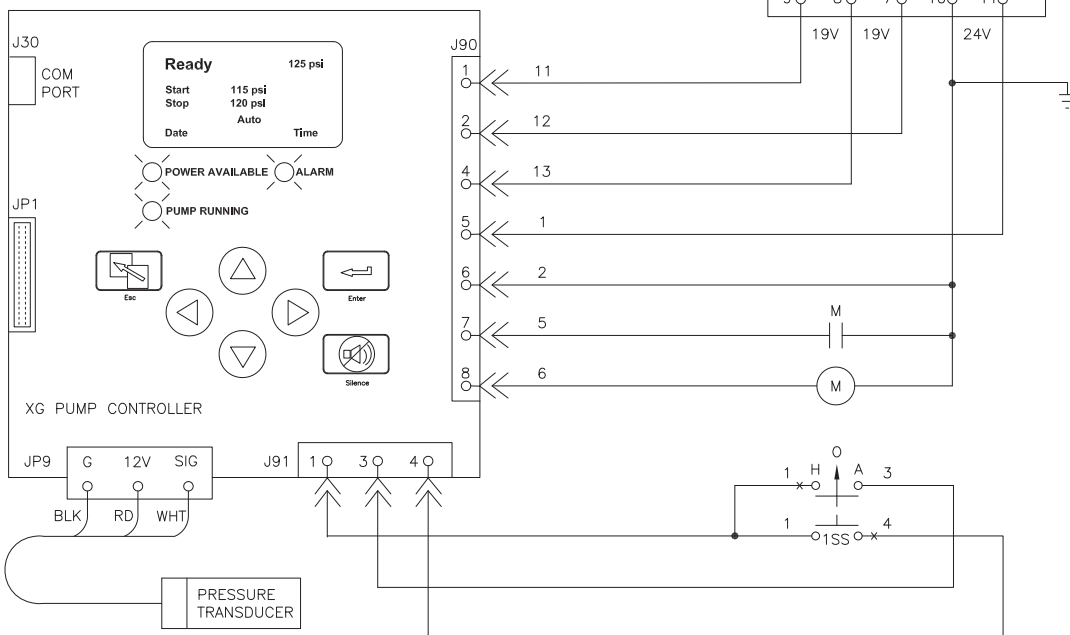 19V 19V 24V
J30
COM
PORT
Ready 125 psi
Start 115 psi
Stop 120 psI
Auto
Date Time
POWER AVAILABLE ALARM
PUMP RUNNING
J90
1 11
2 12
4 13
5 1
6 2
7 5 M
8 6 M
JP1
Esc
Enter
Silence
XG PUMP CONTROLLER
JP9 G 12V SIG
J91 1 3 4
BLK RD WHT
PRESSURE
TRANSDUCER
O
1 H A 3
1 1SS 4